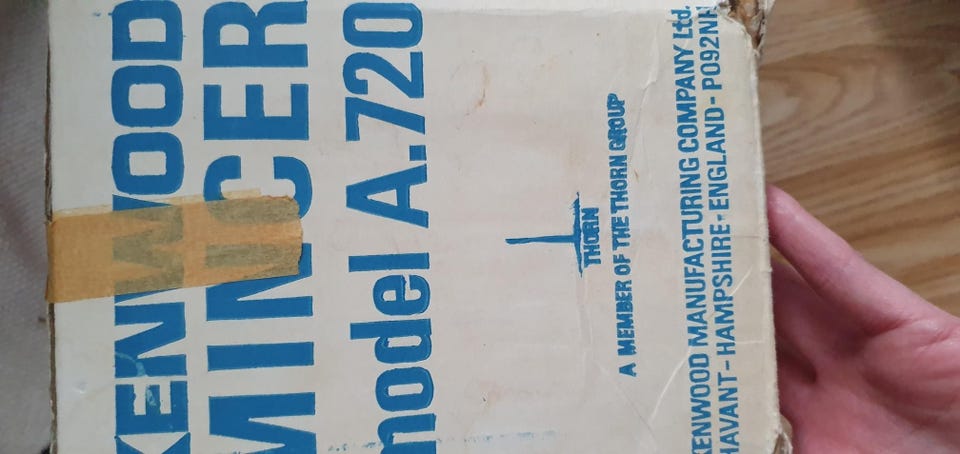 KENWOOD
MINCER
model A.720
THORN
A MEMBER OF THE THORN GROUP
KENWOOD MANUFACTURING COMPANY Ltd.
HAVANT-HAMPSHIRE-ENGLAND-PO92NH